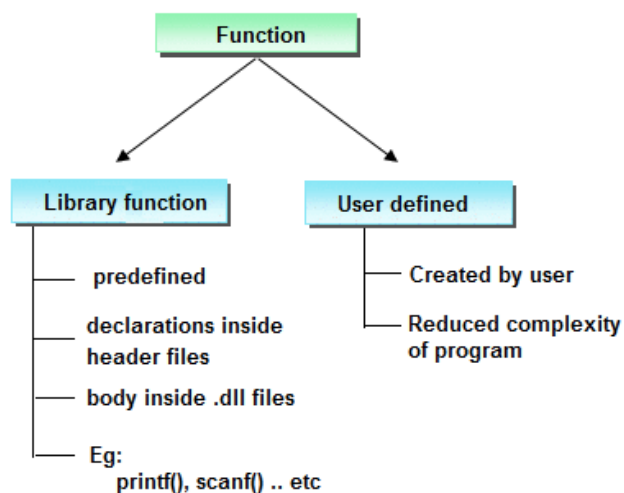 Function
Library function
predefined
declarations inside
header files
body inside .dll files
Eg:
printf(), scanf() .. etc
User defined
Created by user
Reduced complexity
of program